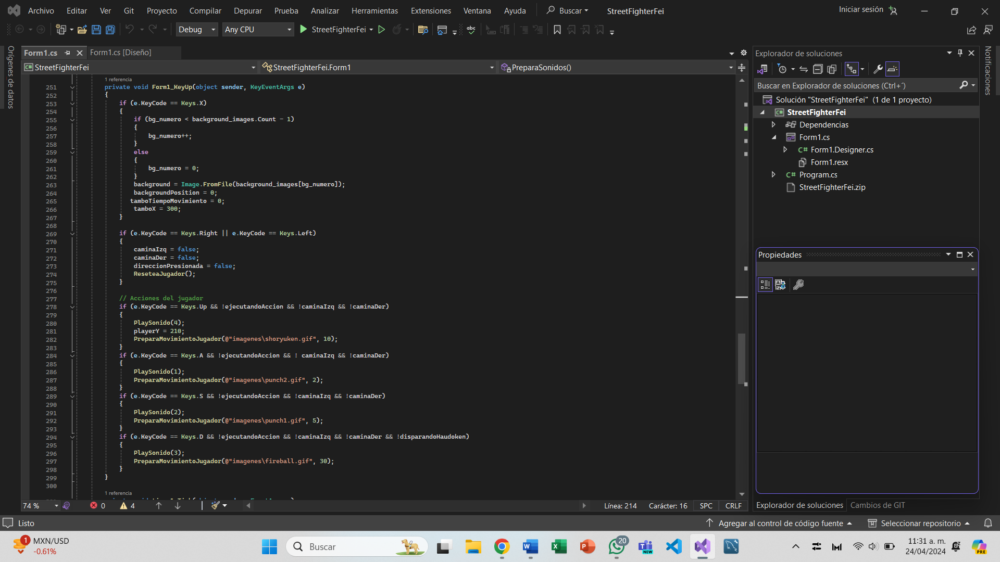 Archivo Editar Ver Git Proyecto Compilar Depurar Prueba Analizar Herramientas Extensiones Ventana Ayuda Buscar StreetFighterFei Iniciar sesión
Debug Any CPU StreetFighterFei abc
Orígenes de datos
Form1.cs Form1.cs [Diseño]
C# StreetFighterFei StreetFighterFei.Form1 PreparaSonidos()
1 referencia
251 private void Form1_KeyUp(object sender, KeyEventArgs e)
252 {
253 if (e.KeyCode == Keys.X)
254 {
255 if (bg_numero < background_images.Count - 1)
256 {
257 bg_numero++;
258 }
259 else
260 {
261 bg_numero = 0;
262 }
263 background = Image.FromFile(background_images[bg_numero]);
264 backgroundPosition = 0;
265 tamboTiempoMovimiento = 0;
266 tamboX = 300;
267 }
268
269 if (e.KeyCode == Keys.Right || e.KeyCode == Keys.Left)
270 {
271 caminaIzq = false;
272 caminaDer = false;
273 direccionPresionada = false;
274 ReseteaJugador();
275 }
276
277 // Acciones del jugador
278 if (e.KeyCode == Keys.Up && !ejecutandoAccion && !caminaIzq && !caminaDer)
279 {
280 PlaySonido(4);
281 playerY = 210;
282 PreparaMovimientoJugador(@"imagenes\shoryuken.gif", 10);
283 }
284 if (e.KeyCode == Keys.A && !ejecutandoAccion && ! caminaIzq && !caminaDer)
285 {
286 PlaySonido(1);
287 PreparaMovimientoJugador(@"imagenes\punch2.gif", 2);
288 }
289 if (e.KeyCode == Keys.S && !ejecutandoAccion && !caminaIzq && !caminaDer)
290 {
291 PlaySonido(2);
292 PreparaMovimientoJugador(@"imagenes\punch1.gif", 5);
293 }
294 if (e.KeyCode == Keys.D && !ejecutandoAccion && !caminaIzq && !caminaDer && !disparandoHaudoken)
295 {
296 PlaySonido(3);
297 PreparaMovimientoJugador(@"imagenes\fireball.gif", 30);
298 }
299 }
300
1 referencia
74 % 0 4 Línea: 214 Carácter: 16 SPC CRLF
Explorador de soluciones
Buscar en Explorador de soluciones (Ctrl+´)
Solución "StreetFighterFei" (1 de 1 proyecto)
C# StreetFighterFei
Dependencias
Form1.cs
C# Form1.Designer.cs
Form1.resx
C# Program.cs
StreetFighterFei.zip
Propiedades
Explorador de soluciones Cambios de GIT
Notificaciones
Listo Agregar al control de código fuente Seleccionar repositorio
1 MXN/USD
-0.61%
Buscar
20
NEW
11:31 a. m.
24/04/2024
PRE